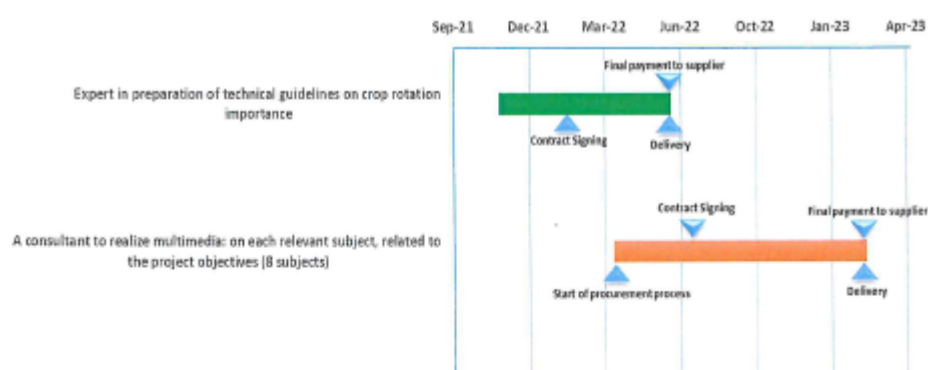 Sep-21 Dec-21 Mar-22 Jun-22 Oct-22 Jan-23 Apr-23
Final payment to supplier
Expert in preparation of technical guidelines on crop rotation
importance
Contract Signing
Delivery
Contract Signing
Final payment to supplier
A consultant to realize multimedia: on each relevant subject, related to
the project objectives (8 subjects)
Start of procurement process
Delivery